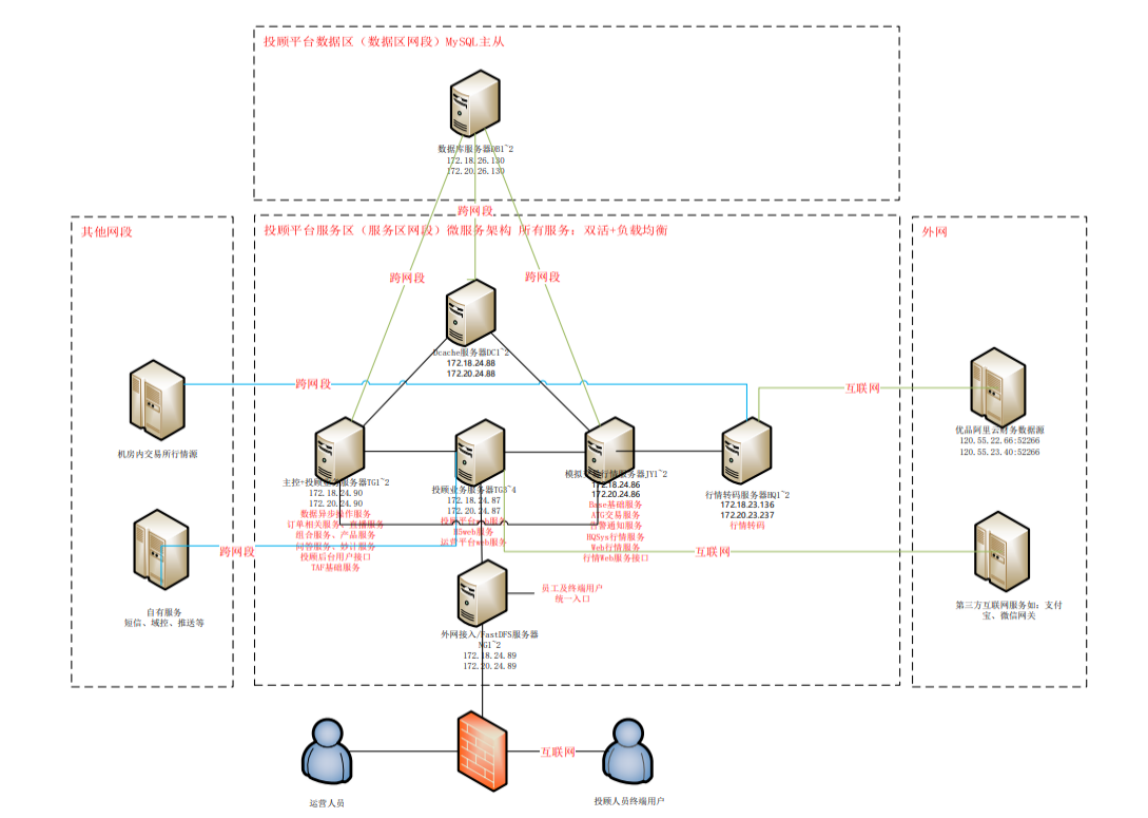 投顾平台数据区（数据区网段）MySQL主从
数据库服务器DB1~2
172.18.26.130
172.20.26.130
跨网段
其他网段
投顾平台服务区（服务区网段）微服务架构 所有服务：双活+负载均衡
外网
跨网段
跨网段
Dcache服务器DC1~2
172.18.24.88
172.20.24.88
跨网段
互联网
机房内交易所行情源
优品阿里云财务数据源
120.55.22.66:52266
120.55.23.40:52266
主控+投顾业务服务器TG1~2
172.18.24.90
172.20.24.90
数据异步操作服务
订单相关服务、直播服务
组合服务、产品服务
问答服务、妙计服务
投顾后台用户接口
TAF基础服务
投顾业务服务器TG3~4
172.18.24.87
172.20.24.87
投顾平台web服务
H5web服务
运营平台web服务
行情服务器JY1~2
172.18.24.86
172.20.24.86
Base基础服务
交易服务
告警通知服务
HQSys行情服务
Web行情服务
行情Web服务接口
行情转码服务器HQ1~2
172.18.23.136
172.20.23.237
行情转码
跨网段
互联网
自有服务
短信、域控、推送等
员工及终端用户
统一入口
第三方互联网服务如：支付
宝、微信网关
外网接入/FastDFS服务器
NG1~2
172.18.24.89
172.20.24.89
互联网
运营人员
投顾人员终端用户